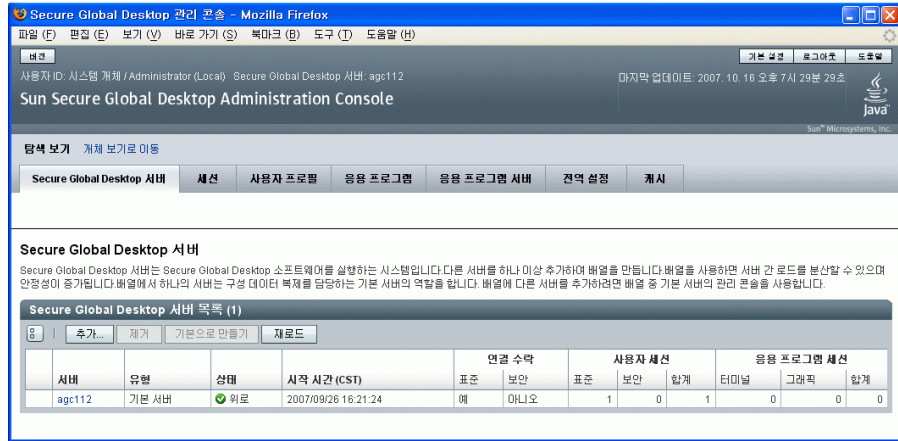 Secure Global Desktop 관리 콘솔 - Mozilla Firefox
파일 (F) 편집 (E) 보기 (V) 바로 가기 (S) 북마크 (B) 도구 (T) 도움말 (H)
버전 기본 설정 로그아웃 도움말
사용자 ID: 시스템 개체 / Administrator (Local) Secure Global Desktop 서버: agc112 마지막 업데이트: 2007. 10. 16 오후 7시 29분 29초
Sun Secure Global Desktop Administration Console
Java
Sun™ Microsystems, Inc.
탐색 보기 개체 보기로 이동
Secure Global Desktop 서버 세션 사용자 프로필 응용 프로그램 응용 프로그램 서버 전역 설정 캐시
Secure Global Desktop 서버
Secure Global Desktop 서버는 Secure Global Desktop 소프트웨어를 실행하는 시스템입니다.다른 서버를 하나 이상 추가하여 배열을 만듭니다.배열을 사용하면 서버 간 로드를 분산할 수 있으며
안정성이 증가됩니다.배열에서 하나의 서버는 구성 데이터 복제를 담당하는 기본 서버의 역할을 합니다. 배열에 다른 서버를 추가하려면 배열 중 기본 서버의 관리 콘솔을 사용합니다.
Secure Global Desktop 서버 목록 (1)
추가... 제거 기본으로 만들기 재로드
연결 수락 사용자 세션 응용 프로그램 세션
서버 유형 상태 시작 시간 (CST) 표준 보안 표준 보안 합계 터미널 그래픽 합계
agc112 기본 서버 위로 2007/09/26 16:21:24 예 아니오 1 0 1 0 0 0